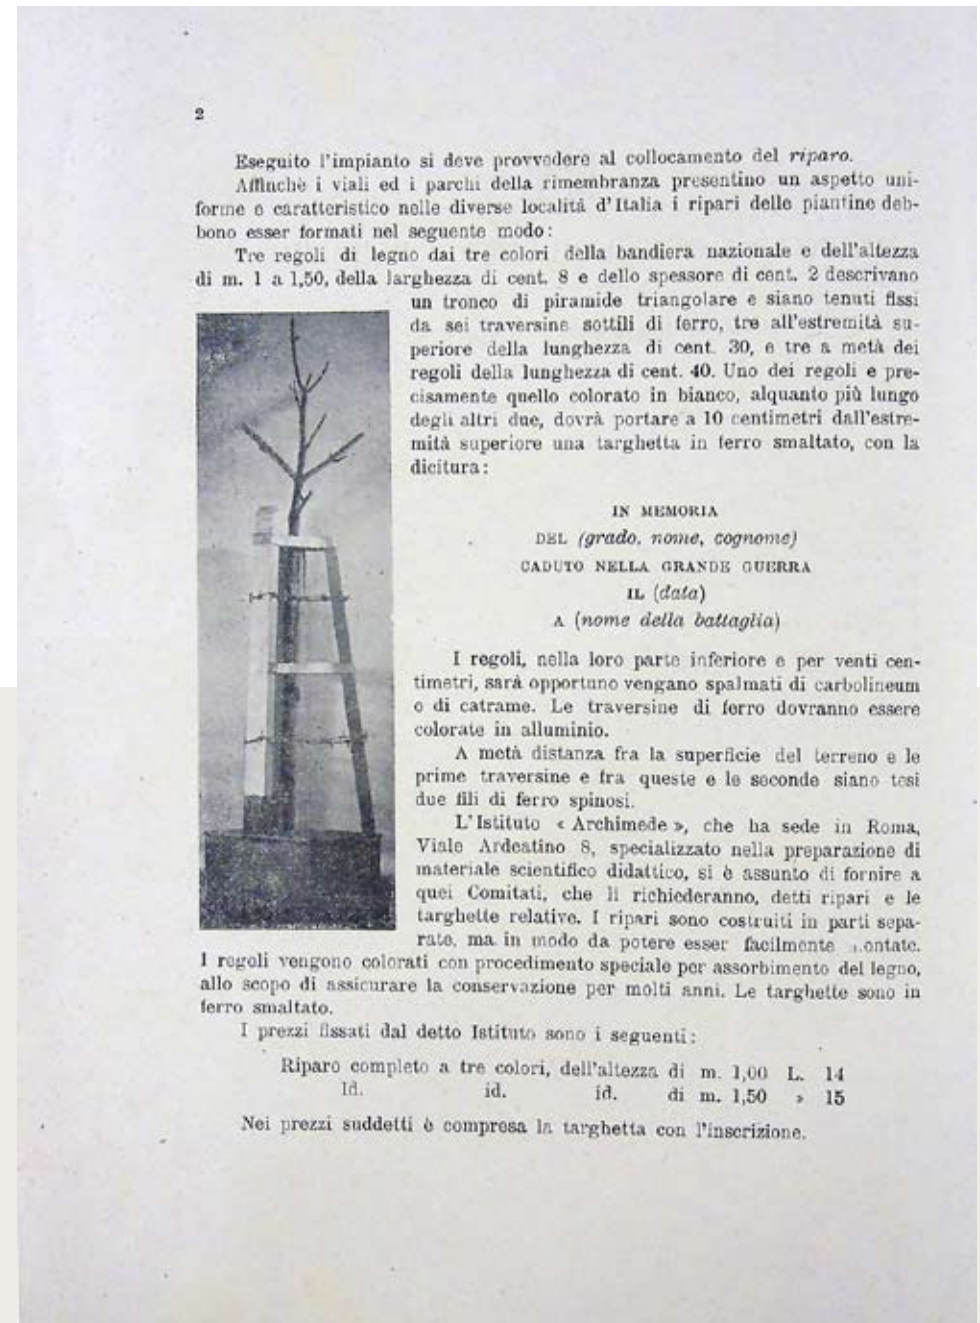 2
Eseguito l'impianto si deve provvedere al collocamento del riparo.
Affinchè i viali ed i parchi della rimembranza presentino un aspetto uni-
forme e caratteristico nelle diverse località d'Italia i ripari delle piantine deb-
bono esser formati nel seguente modo:
Tre regoli di legno dai tre colori della bandiera nazionale e dell'altezza
di m. 1 a 1,50, della larghezza di cent. 8 e dello spessore di cent. 2 descrivano
un tronco di piramide triangolare e siano tenuti fissi
da sei traversine sottili di ferro, tre all'estremità su-
periore della lunghezza di cent. 30, e tre a metà dei
regoli della lunghezza di cent. 40. Uno dei regoli e pre-
cisamente quello colorato in bianco, alquanto più lungo
degli altri due, dovrà portare a 10 centimetri dall'estre-
mità superiore una targhetta in ferro smaltato, con la
dicitura:
IN MEMORIA
DEL (grado, nome, cognome)
CADUTO NELLA GRANDE GUERRA
IL (data)
A (nome della battaglia)
I regoli, nella loro parte inferiore e per venti cen-
timetri, sarà opportuno vengano spalmati di carbolineum
o di catrame. Le traversine di ferro dovranno essere
colorate in alluminio.
A metà distanza fra la superficie del terreno e le
prime traversine e fra queste e le seconde siano tesi
due fili di ferro spinosi.
L'Istituto « Archimede », che ha sede in Roma,
Viale Ardeatino 8, specializzato nella preparazione di
materiale scientifico didattico, si è assunto di fornire a
quei Comitati, che li richiederanno, detti ripari e le
targhette relative. I ripari sono costruiti in parti sepa-
rate, ma in modo da potere esser facilmente montate.
I regoli vengono colorati con procedimento speciale per assorbimento del legno,
allo scopo di assicurare la conservazione per molti anni. Le targhette sono in
ferro smaltato.
I prezzi fissati dal detto Istituto sono i seguenti:
Riparo completo a tre colori, dell'altezza di m. 1,00 L. 14
Id. id. id. di m. 1,50 » 15
Nei prezzi suddetti è compresa la targhetta con l'inscrizione.